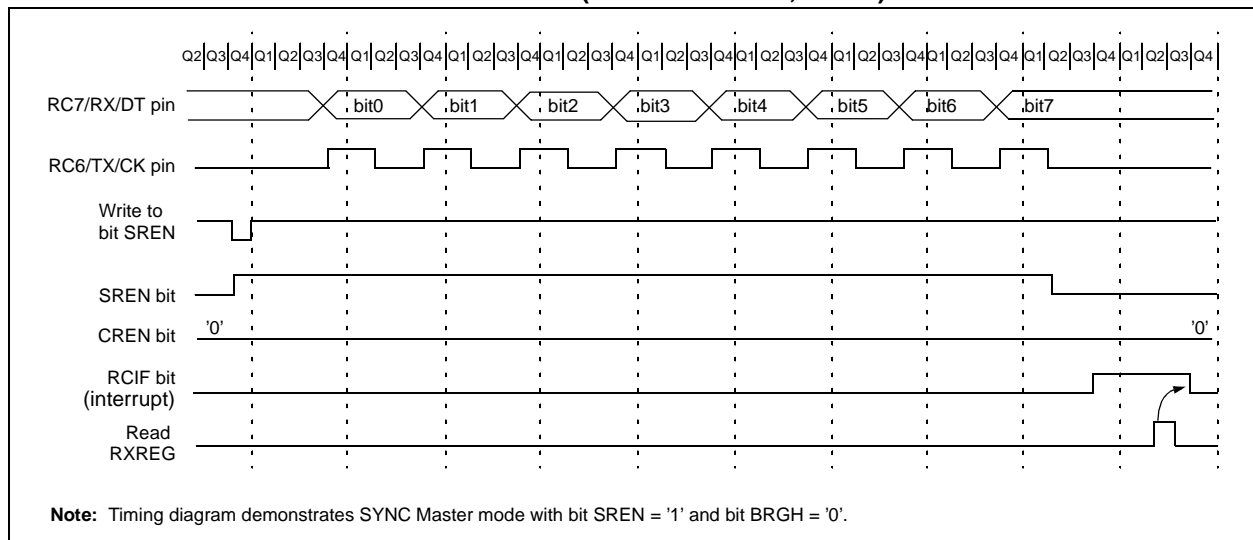 Q2 Q3 Q4 Q1 Q2 Q3 Q4 Q1 Q2 Q3 Q4 Q1 Q2 Q3 Q4 Q1 Q2 Q3 Q4 Q1 Q2 Q3 Q4 Q1 Q2 Q3 Q4 Q1 Q2 Q3 Q4 Q1 Q2 Q3 Q4 Q1 Q2 Q3 Q4 Q1 Q2 Q3 Q4
RC7/RX/DT pin bit0 bit1 bit2 bit3 bit4 bit5 bit6 bit7
RC6/TX/CK pin
Write to
bit SREN
SREN bit
CREN bit '0' '0'
RCIF bit
(interrupt)
Read
RXREG
Note: Timing diagram demonstrates SYNC Master mode with bit SREN = '1' and bit BRGH = '0'.